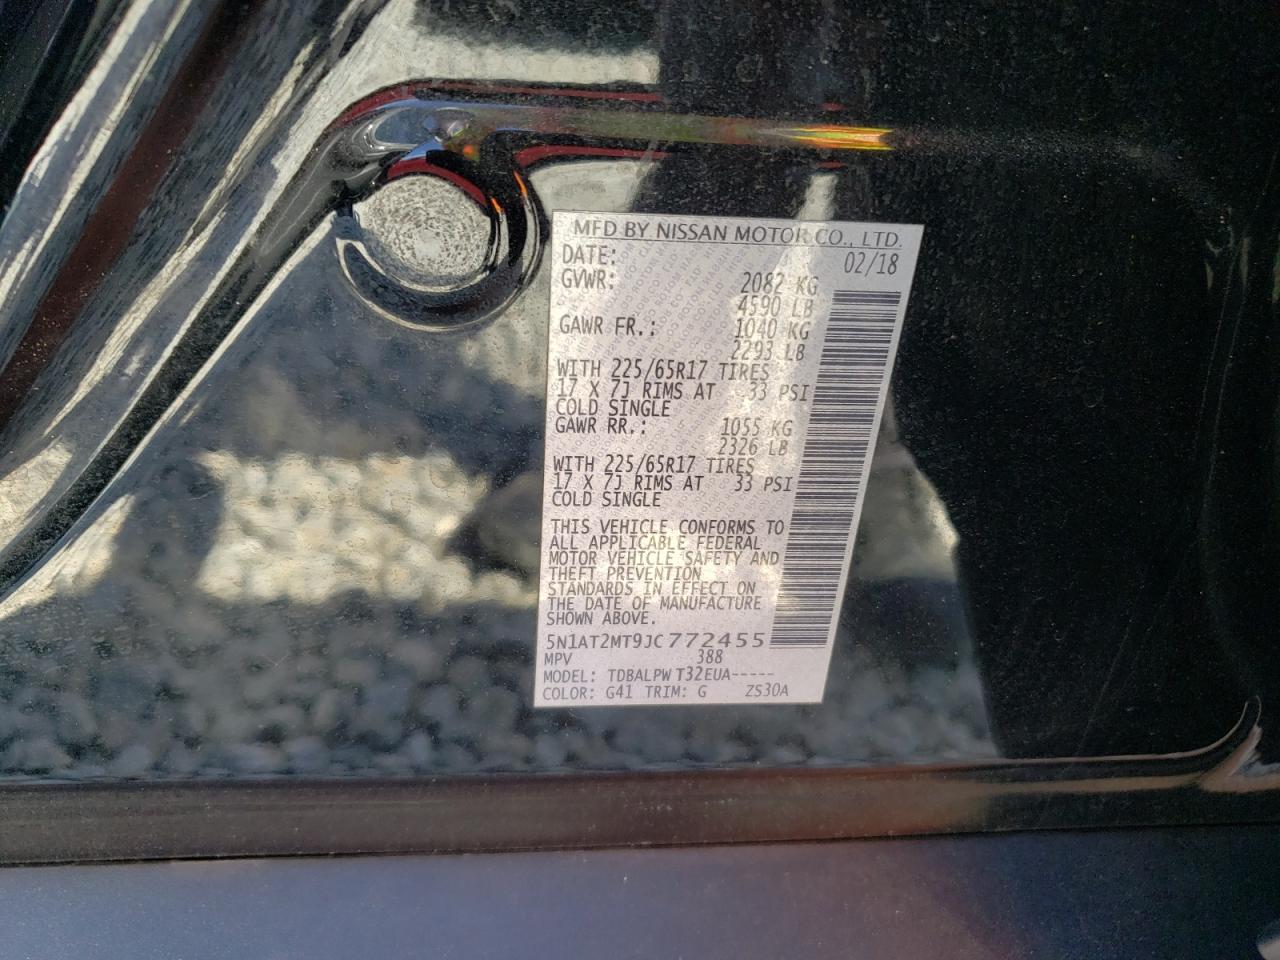 MFD BY NISSAN MOTOR CO., LTD.
DATE: 02/18
GVWR: 2082 KG
4590 LB
GAWR FR.: 1040 KG
2293 LB
WITH 225/65R17 TIRES
17 X 7J RIMS AT 33 PSI
COLD SINGLE
GAWR RR.: 1055 KG
2326 LB
WITH 225/65R17 TIRES
17 X 7J RIMS AT 33 PSI
COLD SINGLE
THIS VEHICLE CONFORMS TO
ALL APPLICABLE FEDERAL
MOTOR VEHICLE SAFETY AND
THEFT PREVENTION
STANDARDS IN EFFECT ON
THE DATE OF MANUFACTURE
SHOWN ABOVE.
5N1AT2MT9JC772455
MPV 388
MODEL: TDBALPW T32EUA-----
COLOR: G41 TRIM: G ZS30A